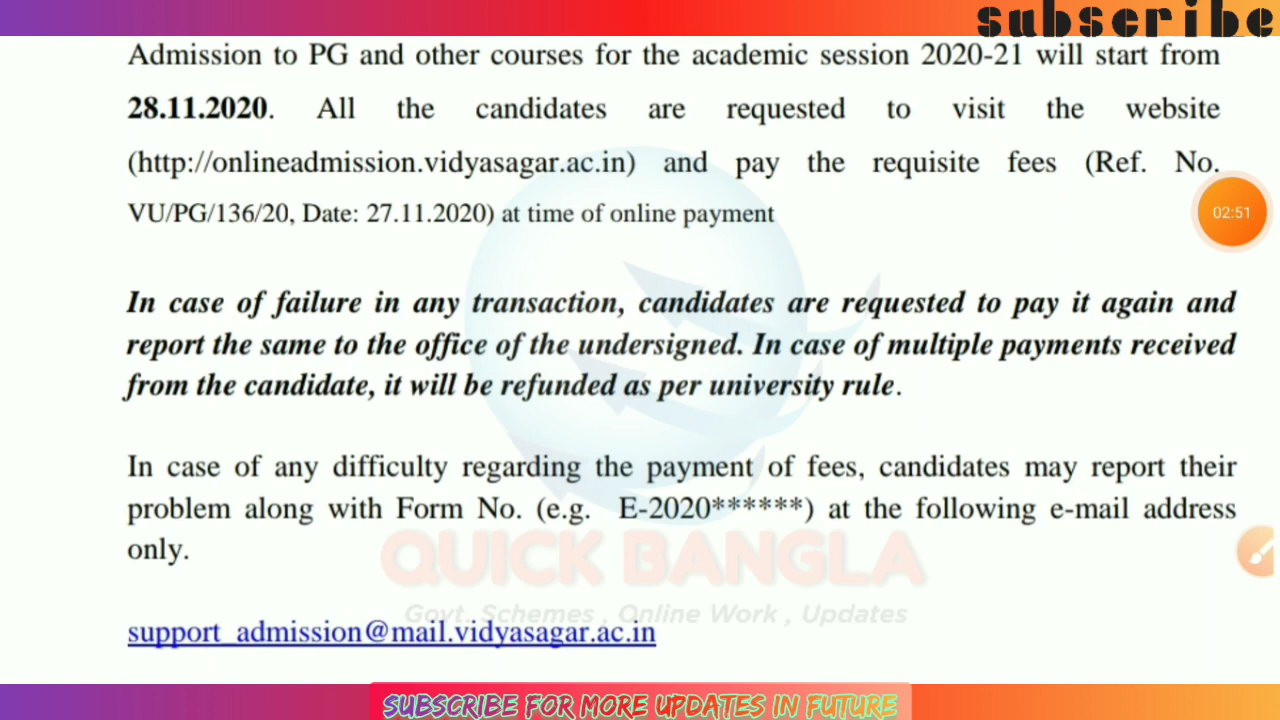 subscribe
Admission to PG and other courses for the academic session 2020-21 will start from
28.11.2020. All the candidates are requested to visit the website
(http://onlineadmission.vidyasagar.ac.in) and pay the requisite fees (Ref. No.
VU/PG/136/20, Date: 27.11.2020) at time of online payment
02:51
In case of failure in any transaction, candidates are requested to pay it again and
report the same to the office of the undersigned. In case of multiple payments received
from the candidate, it will be refunded as per university rule.
In case of any difficulty regarding the payment of fees, candidates may report their
problem along with Form No. (e.g. E-2020******) at the following e-mail address
only.
QUICK BANGLA
Govt. Schemes , Online Work , Updates
support_admission@mail.vidyasagar.ac.in
SUBSCRIBE FOR MORE UPDATES IN FUTURE